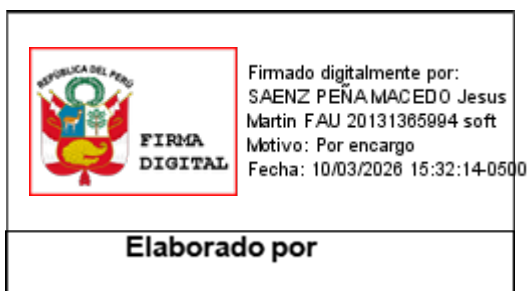 REPÚBLICA DEL PERÚ
FIRMA
DIGITAL
Firmado digitalmente por:
SAENZ PEÑA MACEDO Jesus
Martin FAU 20131365994 soft
Motivo: Por encargo
Fecha: 10/03/2026 15:32:14-0500
Elaborado por